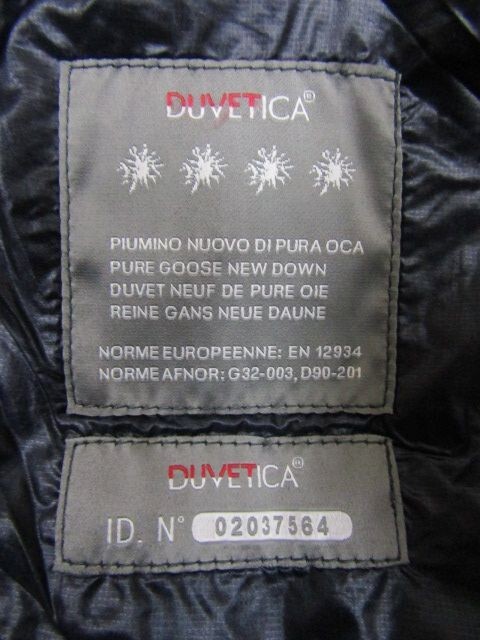 DUVETICA®
PIUMINO NUOVO DI PURA OCA
PURE GOOSE NEW DOWN
DUVET NEUF DE PURE OIE
REINE GANS NEUE DAUNE
NORME EUROPEENNE: EN 12934
NORME AFNOR: G32-003, D90-201
DUVETICA®
ID. N° 02037564